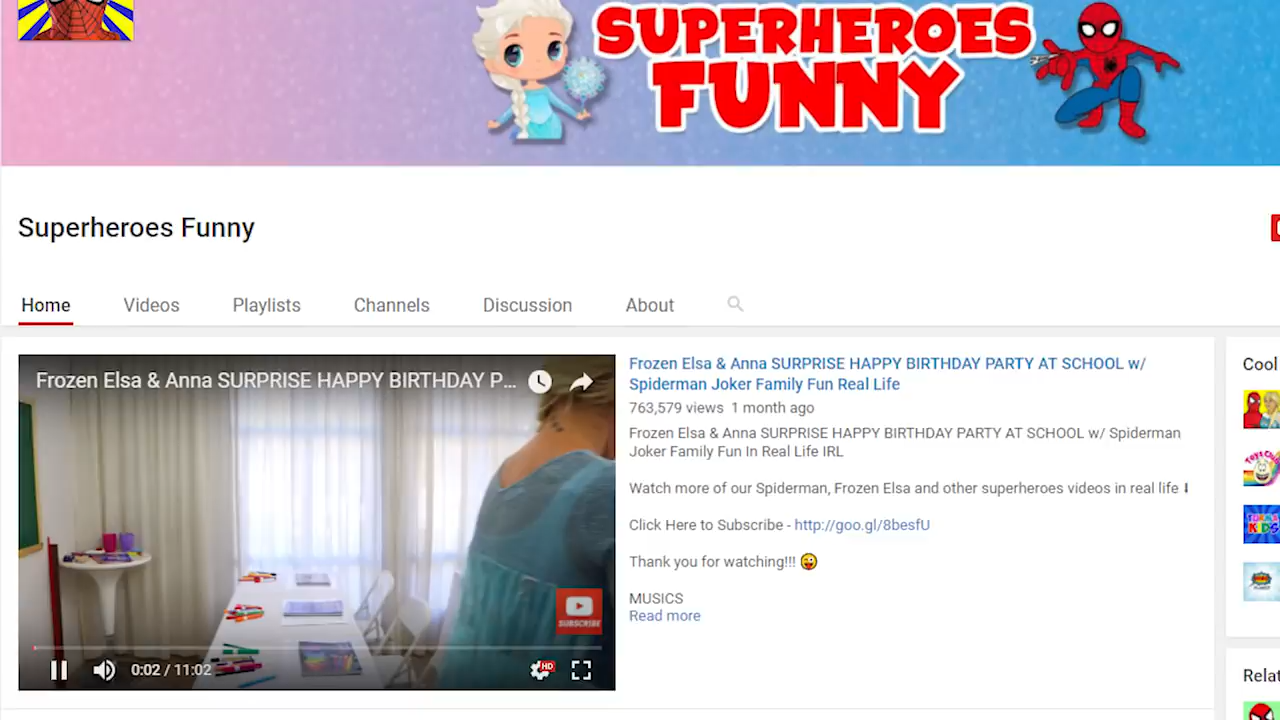 SUPERHEROES
FUNNY
Superheroes Funny
Home Videos Playlists Channels Discussion About
Frozen Elsa & Anna SURPRISE HAPPY BIRTHDAY P...
SUBSCRIBE
0:02 / 11:02
HD
Frozen Elsa & Anna SURPRISE HAPPY BIRTHDAY PARTY AT SCHOOL w/
Spiderman Joker Family Fun Real Life
763,579 views 1 month ago
Frozen Elsa & Anna SURPRISE HAPPY BIRTHDAY PARTY AT SCHOOL w/ Spiderman
Joker Family Fun In Real Life IRL
Watch more of our Spiderman, Frozen Elsa and other superheroes videos in real life ⬇
Click Here to Subscribe - http://goo.gl/8besfU
Thank you for watching!!! 😜
MUSICS
Read more
Cool
KIDS
Relat